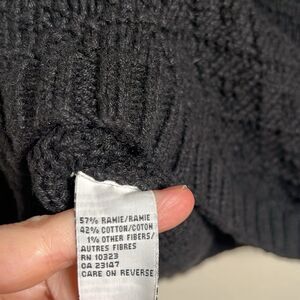 57% RAMIE/RAMIE
42% COTTON/COTON
1% OTHER FIBERS/
AUTRES FIBRES
RN 10323
CA 23147
CARE ON REVERSE